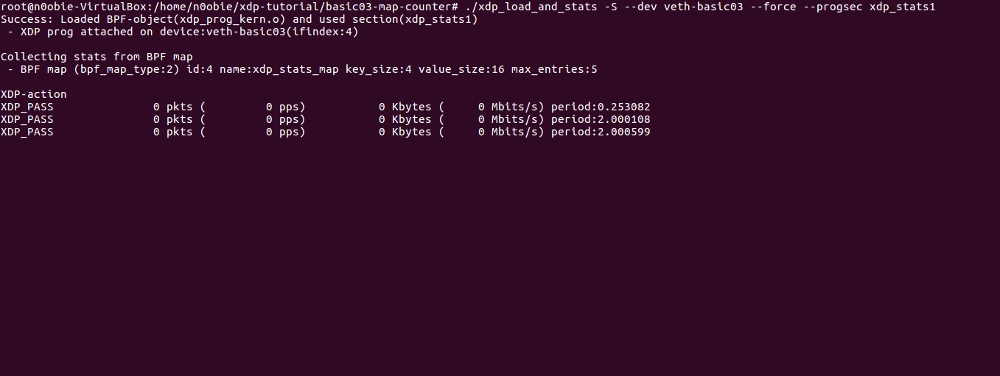 root@n0obie-VirtualBox:/home/n0obie/xdp-tutorial/basic03-map-counter# ./xdp_load_and_stats -S --dev veth-basic03 --force --progsec xdp_stats1
Success: Loaded BPF-object(xdp_prog_kern.o) and used section(xdp_stats1)
 - XDP prog attached on device:veth-basic03(ifindex:4)

Collecting stats from BPF map
 - BPF map (bpf_map_type:2) id:4 name:xdp_stats_map key_size:4 value_size:16 max_entries:5

XDP-action
XDP_PASS               0 pkts (         0 pps)           0 Kbytes (     0 Mbits/s) period:0.253082
XDP_PASS               0 pkts (         0 pps)           0 Kbytes (     0 Mbits/s) period:2.000108
XDP_PASS               0 pkts (         0 pps)           0 Kbytes (     0 Mbits/s) period:2.000599